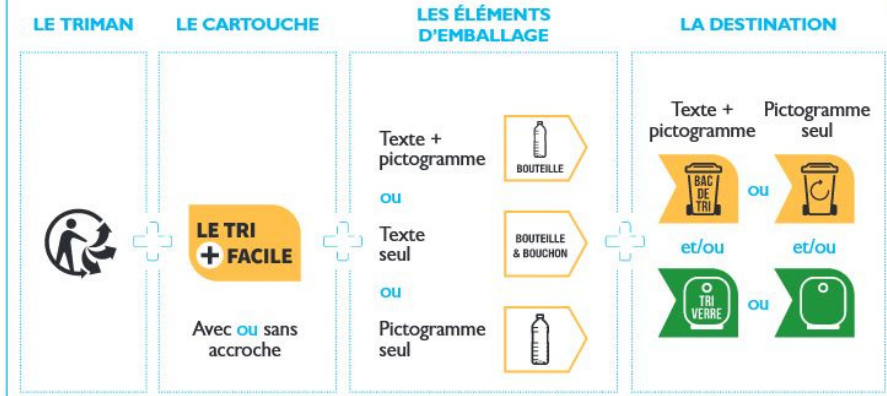 LE TRIMAN
LE CARTOUCHE
LES ÉLÉMENTS
D'EMBALLAGE
LA DESTINATION
LE TRI
+ FACILE
Avec ou sans
accroche
Texte +
pictogramme
BOUTEILLE
ou
Texte
seul
BOUTEILLE
& BOUCHON
ou
Pictogramme
seul
Texte +
pictogramme
Pictogramme
seul
BAC
DE
TRI
ou
et/ou
et/ou
TRI
VERRE
ou